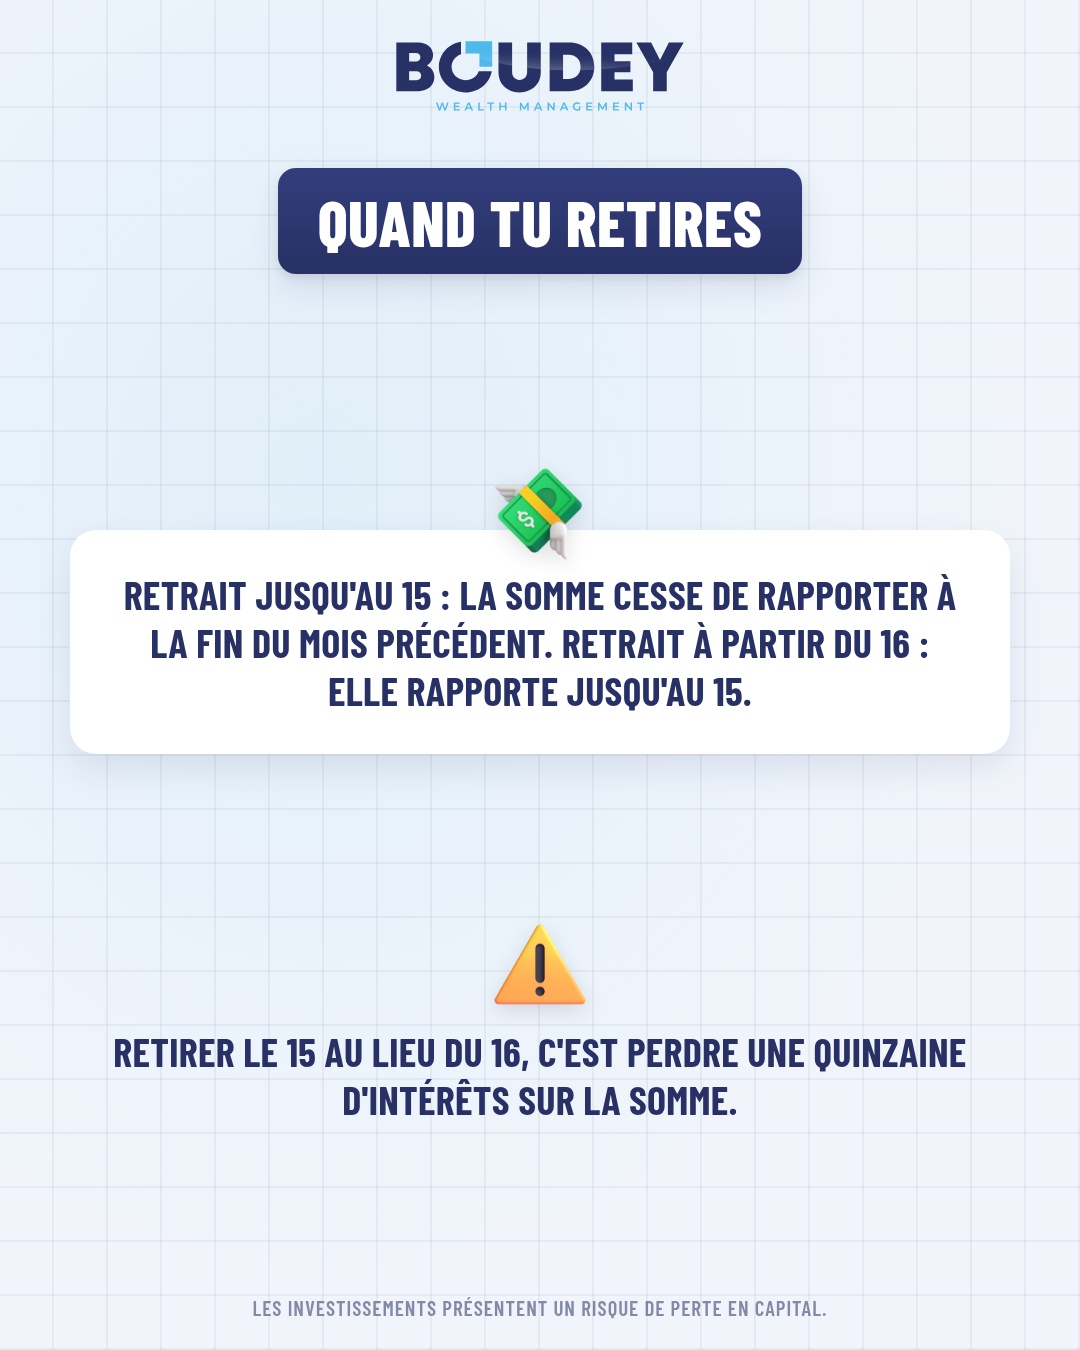 BOUDEY
WEALTH MANAGEMENT
QUAND TU RETIRES
RETRAIT JUSQU'AU 15 : LA SOMME CESSE DE RAPPORTER À
LA FIN DU MOIS PRÉCÉDENT. RETRAIT À PARTIR DU 16 :
ELLE RAPPORTE JUSQU'AU 15.
RETIRER LE 15 AU LIEU DU 16, C'EST PERDRE UNE QUINZAINE
D'INTÉRÊTS SUR LA SOMME.
LES INVESTISSEMENTS PRÉSENTENT UN RISQUE DE PERTE EN CAPITAL.